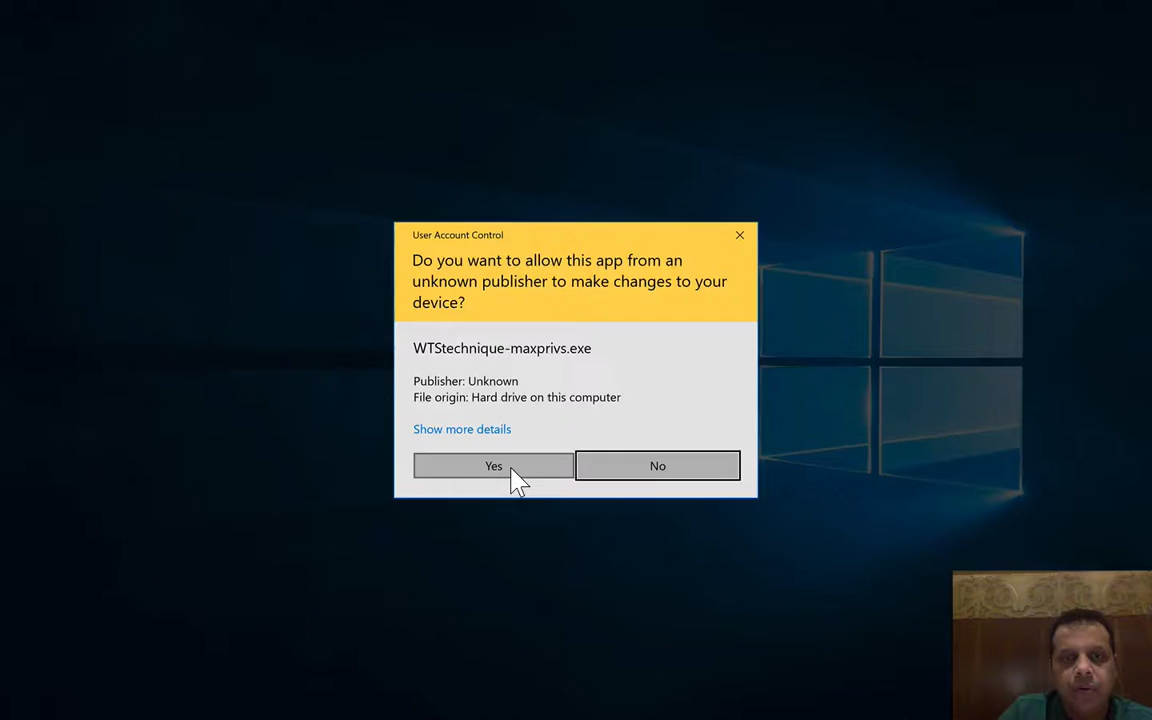 User Account Control
Do you want to allow this app from an
unknown publisher to make changes to your
device?
WTStechnique-maxprivs.exe
Publisher: Unknown
File origin: Hard drive on this computer
Show more details
Yes
No